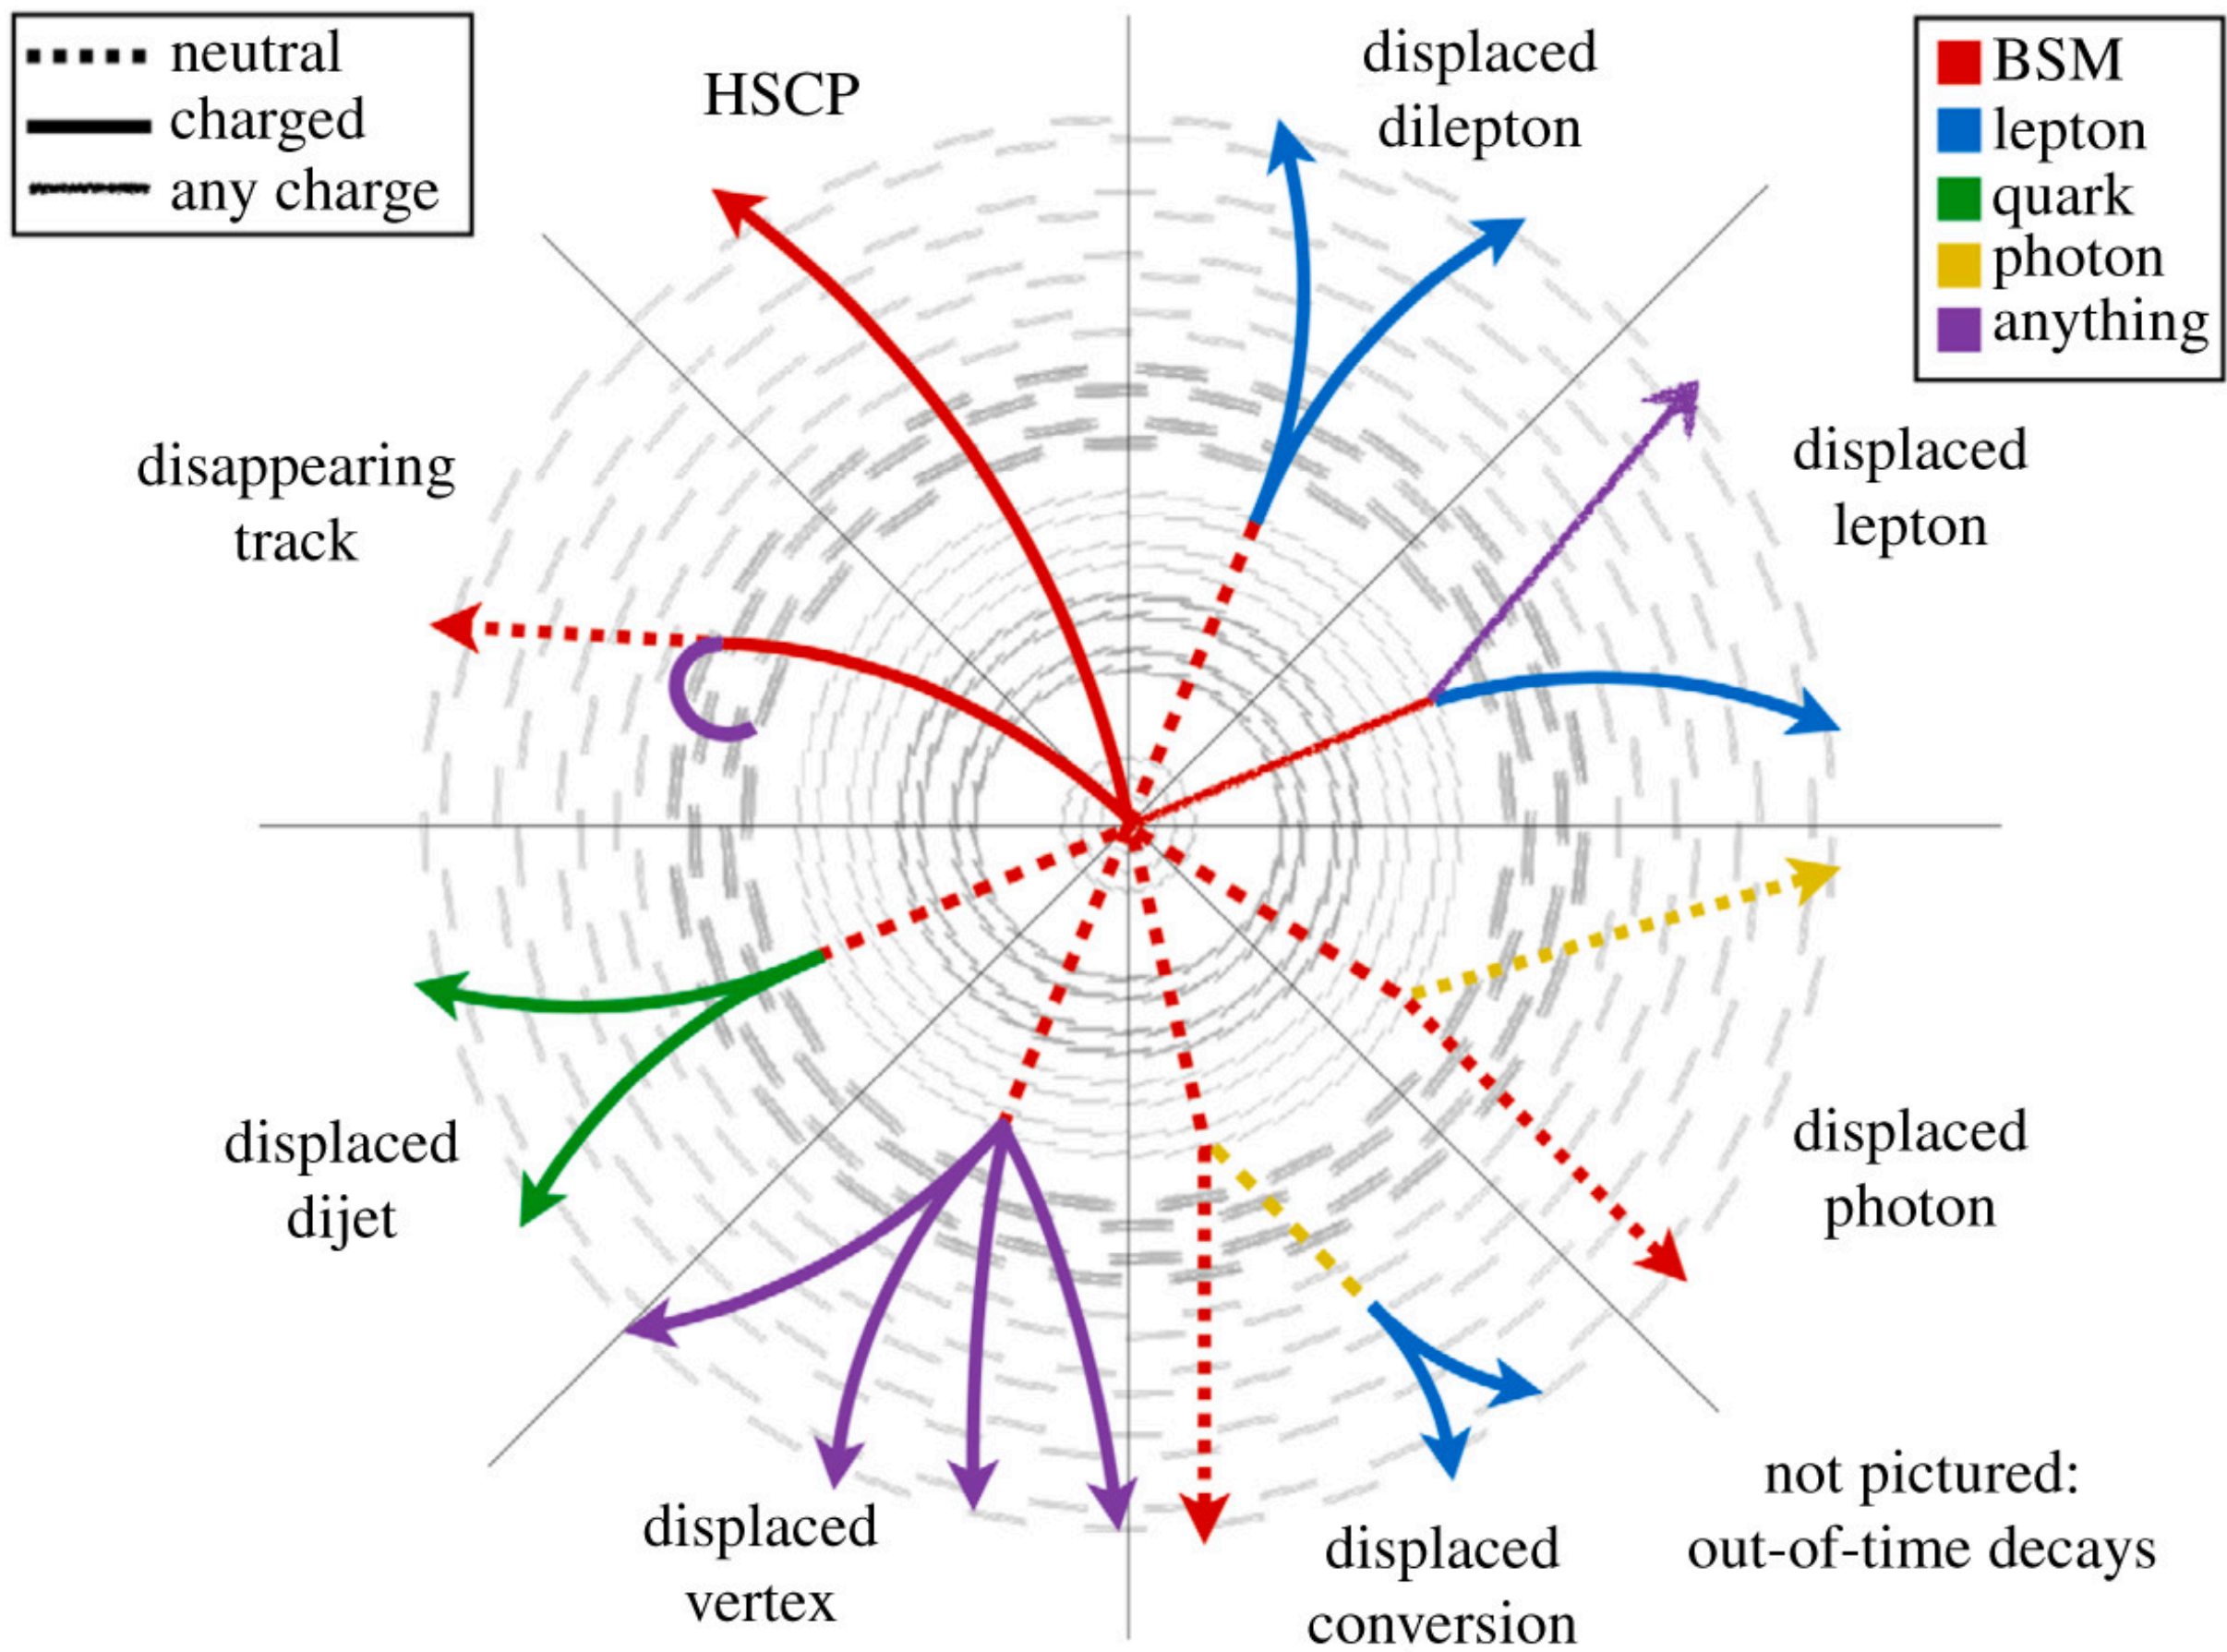 neutral
charged
any charge
HSCP
displaced
dilepton
BSM
lepton
quark
photon
anything
disappearing
track
displaced
lepton
displaced
dijet
displaced
photon
displaced
vertex
displaced
conversion
not pictured:
out-of-time decays